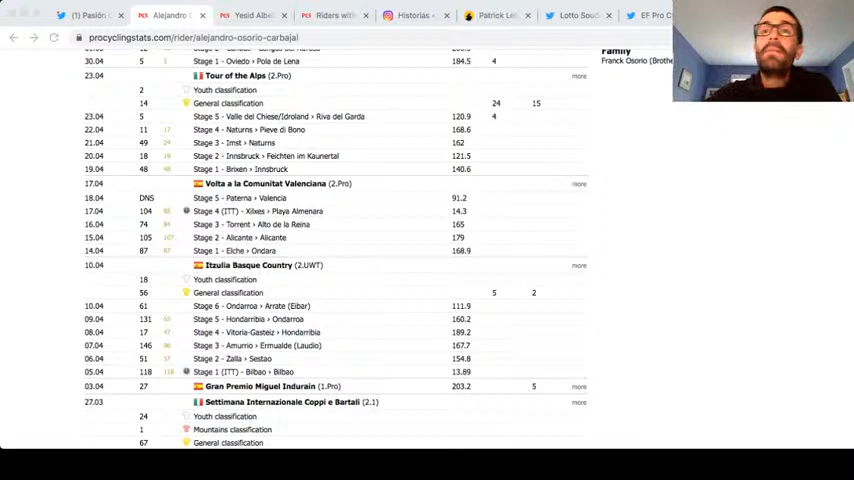 (1) Pasión
Alejandro C
Yesid Albe
Riders with
Historias
Patrick Le
Lotto Soud
EF Pro C
procyclingstats.com/rider/alejandro-osorio-carbajal
Family
Franck Osorio (Brothe
30.04 5 5 Stage 1 - Oviedo › Pola de Lena 184.5 4
23.04 Tour of the Alps (2.Pro) more
2 Youth classification
14 General classification 24 15
23.04 5 Stage 5 - Valle del Chiese/Idroland › Riva del Garda 120.9 4
22.04 11 17 Stage 4 - Naturns › Pieve di Bono 168.6
21.04 49 24 Stage 3 - Imst › Naturns 162
20.04 18 19 Stage 2 - Innsbruck › Feichten im Kaunertal 121.5
19.04 48 48 Stage 1 - Brixen › Innsbruck 140.6
17.04 Volta a la Comunitat Valenciana (2.Pro) more
18.04 DNS Stage 5 - Paterna › Valencia 91.2
17.04 104 Stage 4 (ITT) - Xilxes › Playa Almenara 14.3
16.04 74 84 Stage 3 - Torrent › Alto de la Reina 165
15.04 105 107 Stage 2 - Alicante › Alicante 179
14.04 87 87 Stage 1 - Elche › Ondara 168.9
10.04 Itzulia Basque Country (2.UWT) more
18 Youth classification
56 General classification 5 2
10.04 61 Stage 6 - Ondarroa › Arrate (Eibar) 111.9
09.04 131 Stage 5 - Hondarribia › Ondarroa 160.2
08.04 17 47 Stage 4 - Vitoria-Gasteiz › Hondarribia 189.2
07.04 146 Stage 3 - Amurrio › Ermualde (Laudio) 167.7
06.04 51 57 Stage 2 - Zalla › Sestao 154.8
05.04 118 118 Stage 1 (ITT) - Bilbao › Bilbao 13.89
03.04 27 Gran Premio Miguel Indurain (1.Pro) 203.2 5 more
27.03 Settimana Internazionale Coppi e Bartali (2.1) more
24 Youth classification
1 Mountains classification
67 General classification